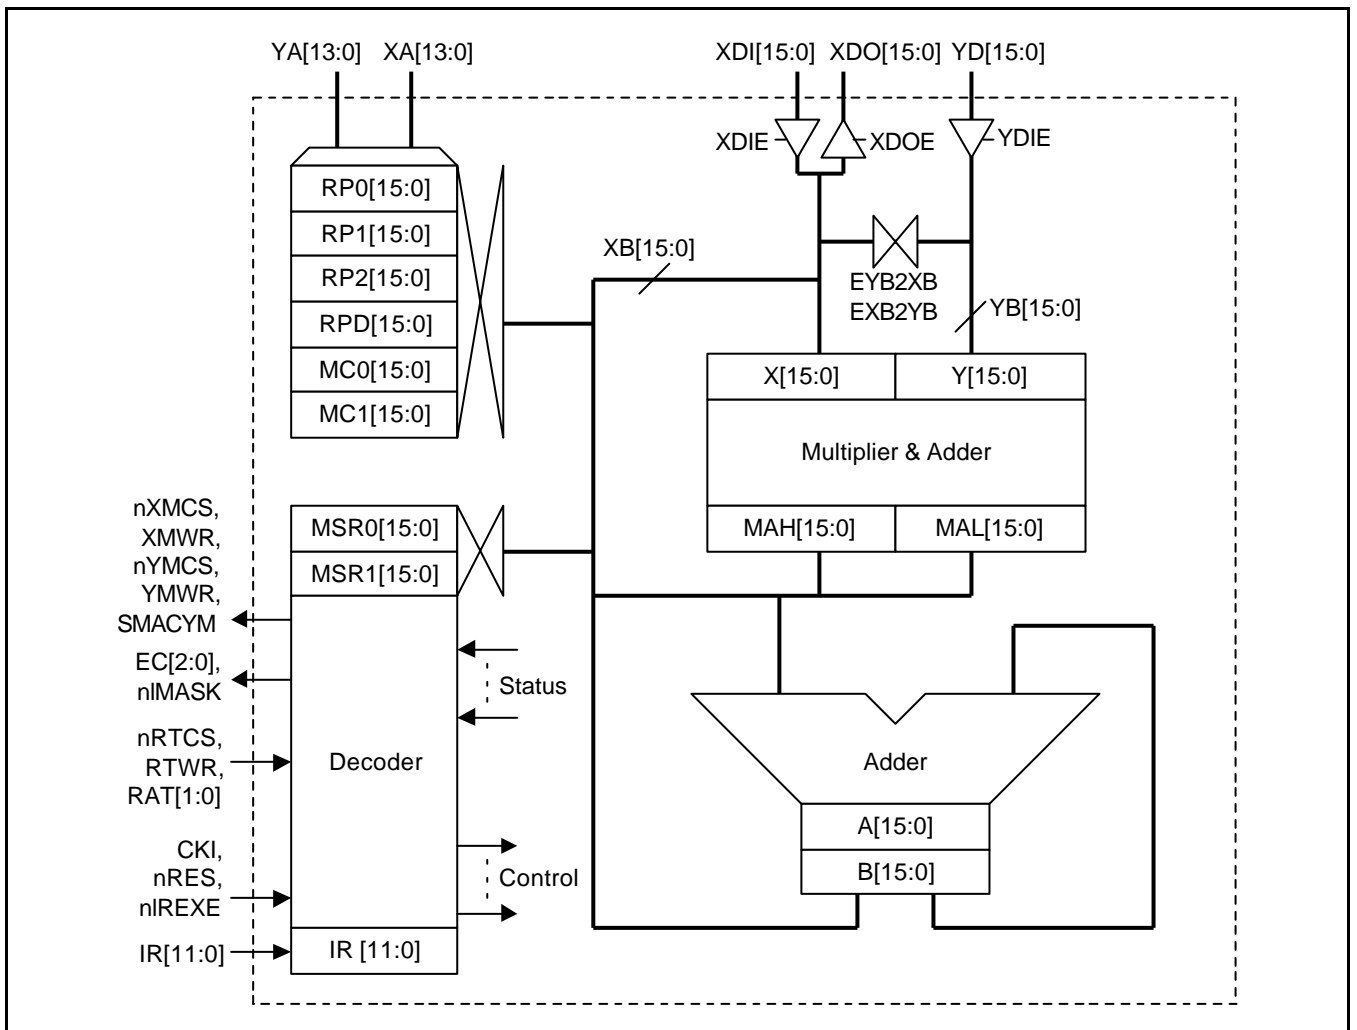 YA[13:0] XA[13:0] XDI[15:0] XDO[15:0] YD[15:0]
XDIE XDOE YDIE
RP0[15:0]
RP1[15:0]
RP2[15:0]
RPD[15:0]
MC0[15:0]
MC1[15:0]
XB[15:0]
EYB2XB
EXB2YB
YB[15:0]
X[15:0] Y[15:0]
Multiplier & Adder
MAH[15:0] MAL[15:0]
nXMCS,
XMWR,
nYMCS,
YMWR,
SMACYM
EC[2:0],
nIMASK
nRTCS,
RTWR,
RAT[1:0]
CKI,
nRES,
nIREXE
IR[11:0]
MSR0[15:0]
MSR1[15:0]
Decoder
IR [11:0]
Status
Control
Adder
A[15:0]
B[15:0]